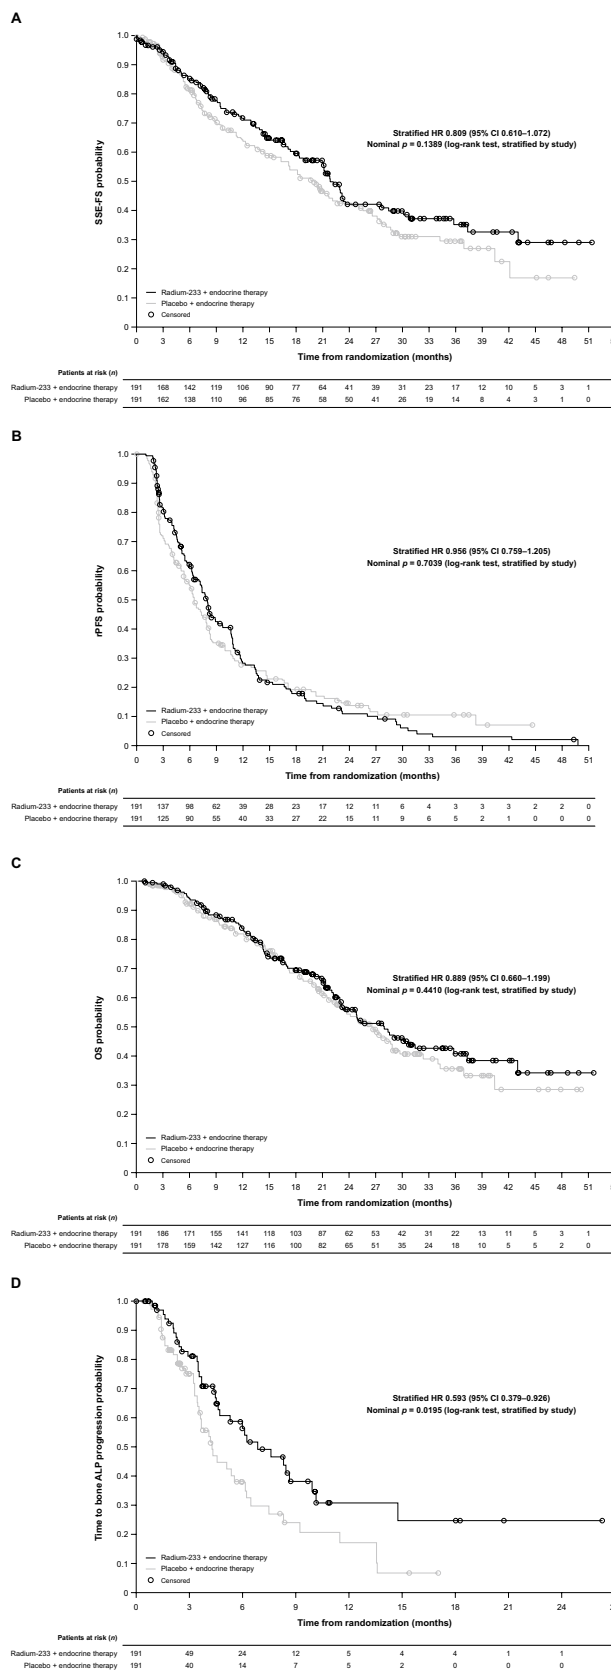 A
1.0
0.9
0.8
0.7
0.6
0.5
0.4
0.3
0.2
0.1
0
SSE-FS probability
Stratified HR 0.809 (95% CI 0.610–1.072)
Nominal p = 0.1389 (log-rank test, stratified by study)
Radium-233 + endocrine therapy
Placebo + endocrine therapy
Censored
0 3 6 9 12 15 18 21 24 27 30 33 36 39 42 45 48 51
Time from randomization (months)
Patients at risk (n)
Radium-233 + endocrine therapy 191 168 142 119 106 90 77 64 41 39 31 23 17 12 10 5 3 1
Placebo + endocrine therapy 191 162 138 110 96 85 76 58 50 41 26 19 14 8 4 3 1 0
B
1.0
0.9
0.8
0.7
0.6
0.5
0.4
0.3
0.2
0.1
0
rPFS probability
Stratified HR 0.956 (95% CI 0.759–1.205)
Nominal p = 0.7039 (log-rank test, stratified by study)
Radium-233 + endocrine therapy
Placebo + endocrine therapy
Censored
0 3 6 9 12 15 18 21 24 27 30 33 36 39 42 45 48 51
Time from randomization (months)
Patients at risk (n)
Radium-233 + endocrine therapy 191 137 98 62 39 28 23 17 12 11 6 4 3 3 3 2 2 0
Placebo + endocrine therapy 191 125 90 55 40 33 27 22 15 11 9 6 5 2 1 0 0 0
C
1.0
0.9
0.8
0.7
0.6
0.5
0.4
0.3
0.2
0.1
0
OS probability
Stratified HR 0.889 (95% CI 0.660–1.199)
Nominal p = 0.4410 (log-rank test, stratified by study)
Radium-233 + endocrine therapy
Placebo + endocrine therapy
Censored
0 3 6 9 12 15 18 21 24 27 30 33 36 39 42 45 48 51
Time from randomization (months)
Patients at risk (n)
Radium-233 + endocrine therapy 191 186 171 155 141 118 103 87 62 53 42 31 22 13 11 5 3 1
Placebo + endocrine therapy 191 178 159 142 127 116 100 82 65 51 35 24 18 10 5 5 2 0
D
1.0
0.9
0.8
0.7
0.6
0.5
0.4
0.3
0.2
0.1
0
Time to bone ALP progression probability
Stratified HR 0.593 (95% CI 0.379–0.926)
Nominal p = 0.0195 (log-rank test, stratified by study)
Radium-233 + endocrine therapy
Placebo + endocrine therapy
Censored
0 3 6 9 12 15 18 21 24
Time from randomization (months)
Patients at risk (n)
Radium-233 + endocrine therapy 191 49 24 12 5 4 4 1 1
Placebo + endocrine therapy 191 40 14 7 5 2 0 0 0